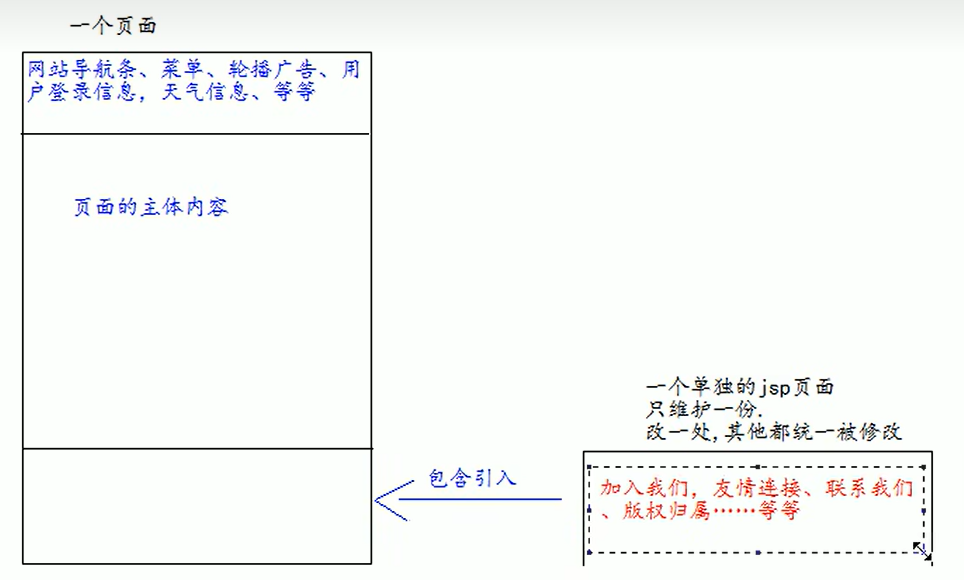 一个页面
网站导航条、菜单、轮播广告、用
户登录信息，天气信息、等等
页面的主体内容
一个单独的jsp页面
只维护一份.
改一处,其他都统一被修改
包含引入
加入我们，友情连接、联系我们
、版权归属……等等